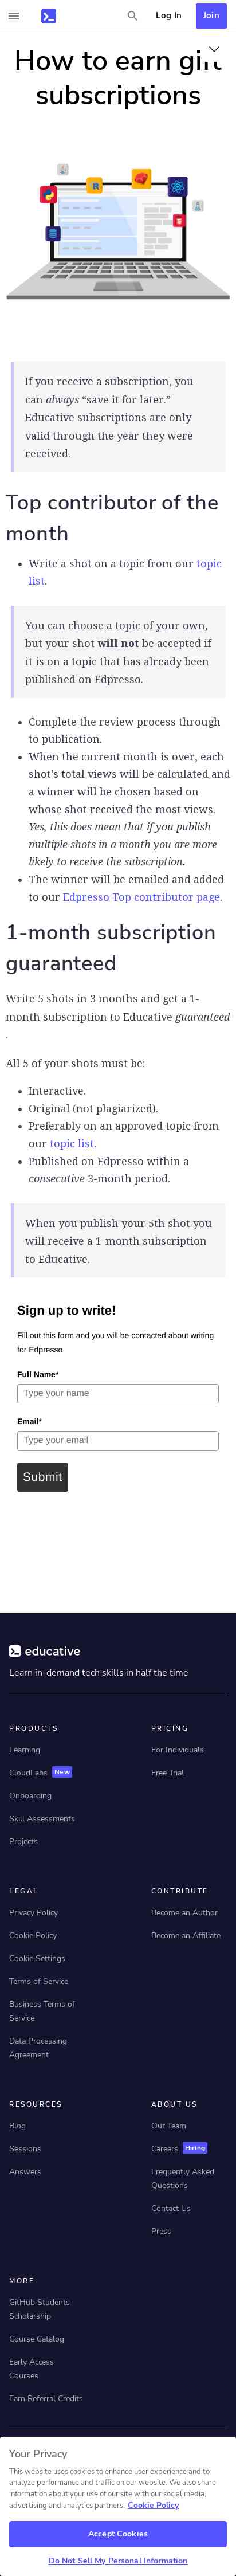 Log In
Join
How to earn gift
subscriptions
If you receive a subscription, you
can always “save it for later.”
Educative subscriptions are only
valid through the year they were
received.
Top contributor of the
month
Write a shot on a topic from our topic
list.
You can choose a topic of your own,
but your shot will not be accepted if
it is on a topic that has already been
published on Edpresso.
Complete the review process through
to publication.
When the current month is over, each
shot’s total views will be calculated and
a winner will be chosen based on
whose shot received the most views.
Yes, this does mean that if you publish
multiple shots in a month you are more
likely to receive the subscription.
The winner will be emailed and added
to our Edpresso Top contributor page.
1-month subscription
guaranteed
Write 5 shots in 3 months and get a 1-
month subscription to Educative guaranteed
.
All 5 of your shots must be:
Interactive.
Original (not plagiarized).
Preferably on an approved topic from
our topic list.
Published on Edpresso within a
consecutive 3-month period.
When you publish your 5th shot you
will receive a 1-month subscription
to Educative.
Sign up to write!
Fill out this form and you will be contacted about writing
for Edpresso.
Full Name*
Type your name
Email*
Type your email
Submit
educative
Learn in-demand tech skills in half the time
PRODUCTS
Learning
CloudLabs New
Onboarding
Skill Assessments
Projects
PRICING
For Individuals
Free Trial
LEGAL
Privacy Policy
Cookie Policy
Cookie Settings
Terms of Service
Business Terms of
Service
Data Processing
Agreement
CONTRIBUTE
Become an Author
Become an Affiliate
RESOURCES
Blog
Sessions
Answers
ABOUT US
Our Team
Careers Hiring
Frequently Asked
Questions
Contact Us
Press
MORE
GitHub Students
Scholarship
Course Catalog
Early Access
Courses
Earn Referral Credits
Your Privacy
This website uses cookies to enhance user experience and to
analyze performance and traffic on our website. We also share
information about your use of our site with our social media,
advertising and analytics partners. Cookie Policy
Accept Cookies
Do Not Sell My Personal Information